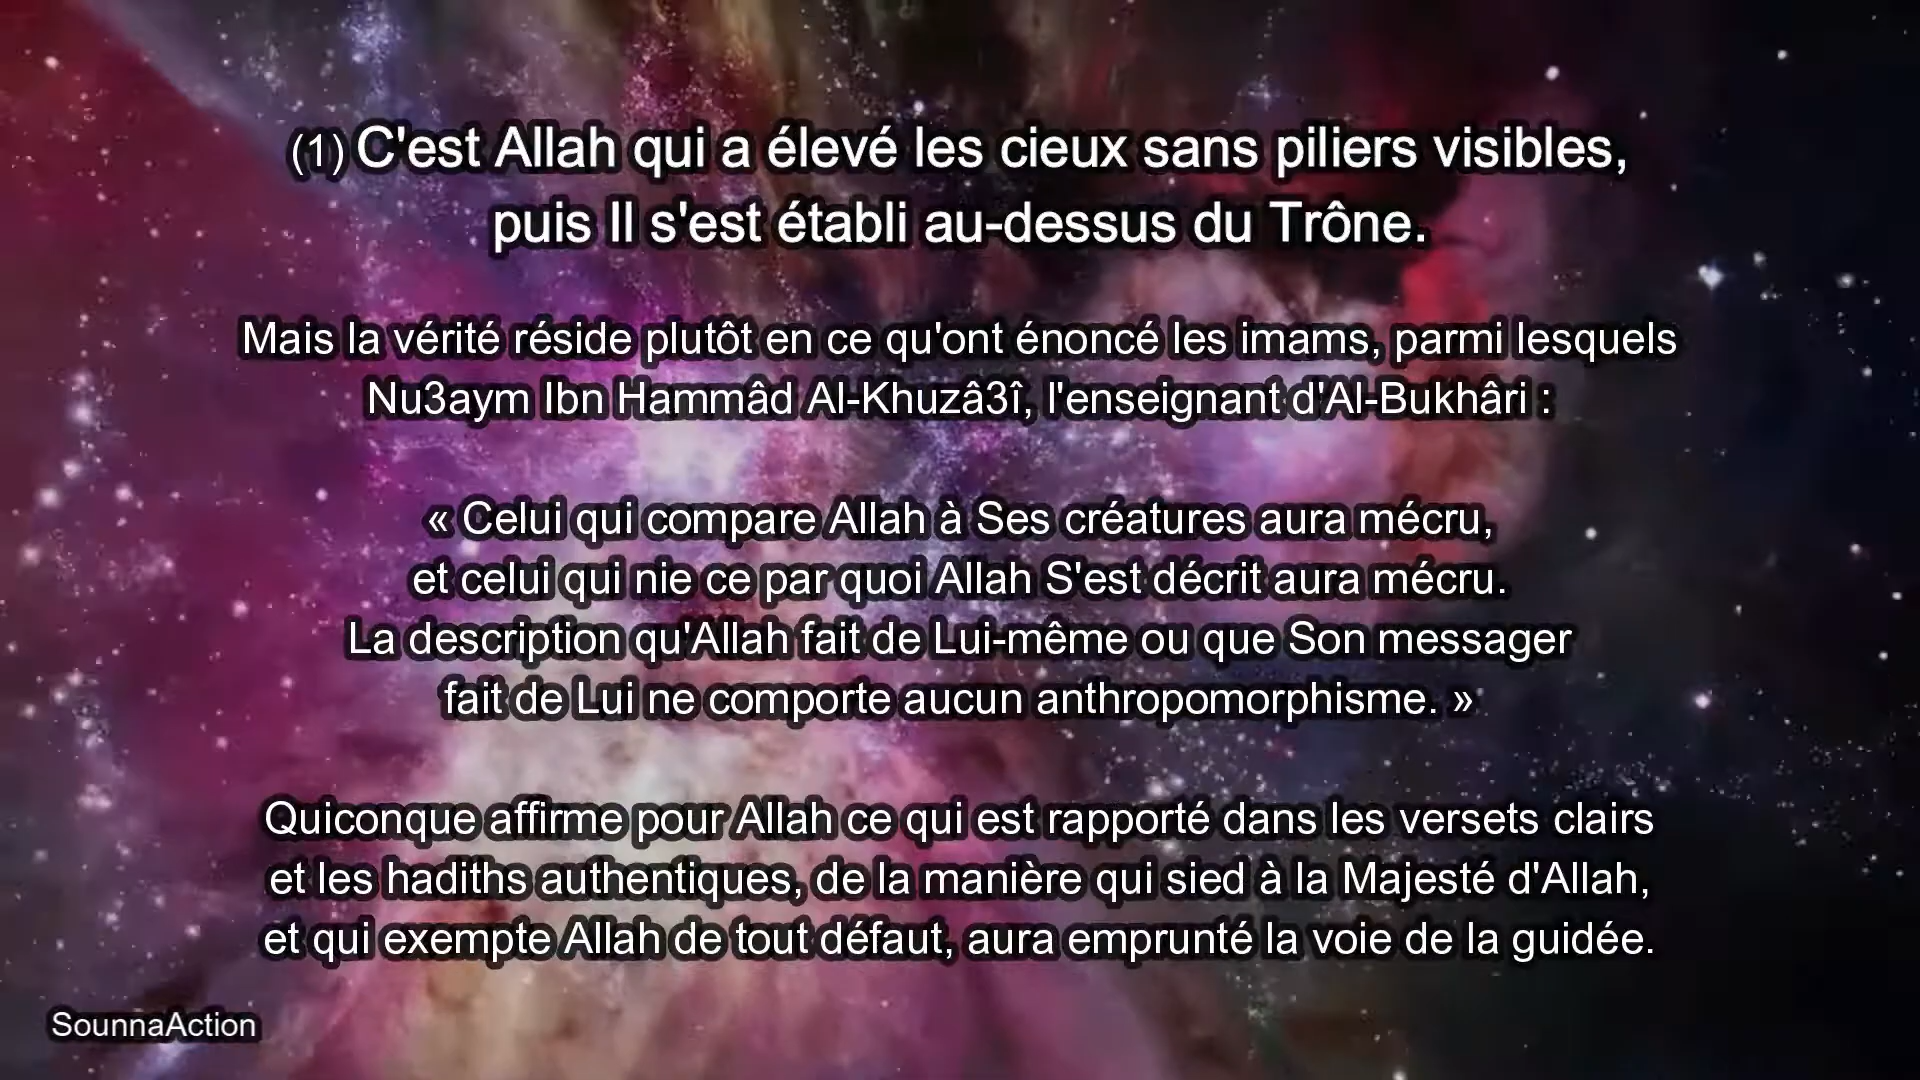 (1) C'est Allah qui a élevé les cieux sans piliers visibles,
puis Il s'est établi au-dessus du Trône.
Mais la vérité réside plutôt en ce qu'ont énoncé les imams, parmi lesquels
Nu3aym Ibn Hammâd Al-Khuzâ3î, l'enseignant d'Al-Bukhâri :
« Celui qui compare Allah à Ses créatures aura mécru,
et celui qui nie ce par quoi Allah S'est décrit aura mécru.
La description qu'Allah fait de Lui-même ou que Son messager
fait de Lui ne comporte aucun anthropomorphisme. »
Quiconque affirme pour Allah ce qui est rapporté dans les versets clairs
et les hadiths authentiques, de la manière qui sied à la Majesté d'Allah,
et qui exempte Allah de tout défaut, aura emprunté la voie de la guidée.
SounnaAction